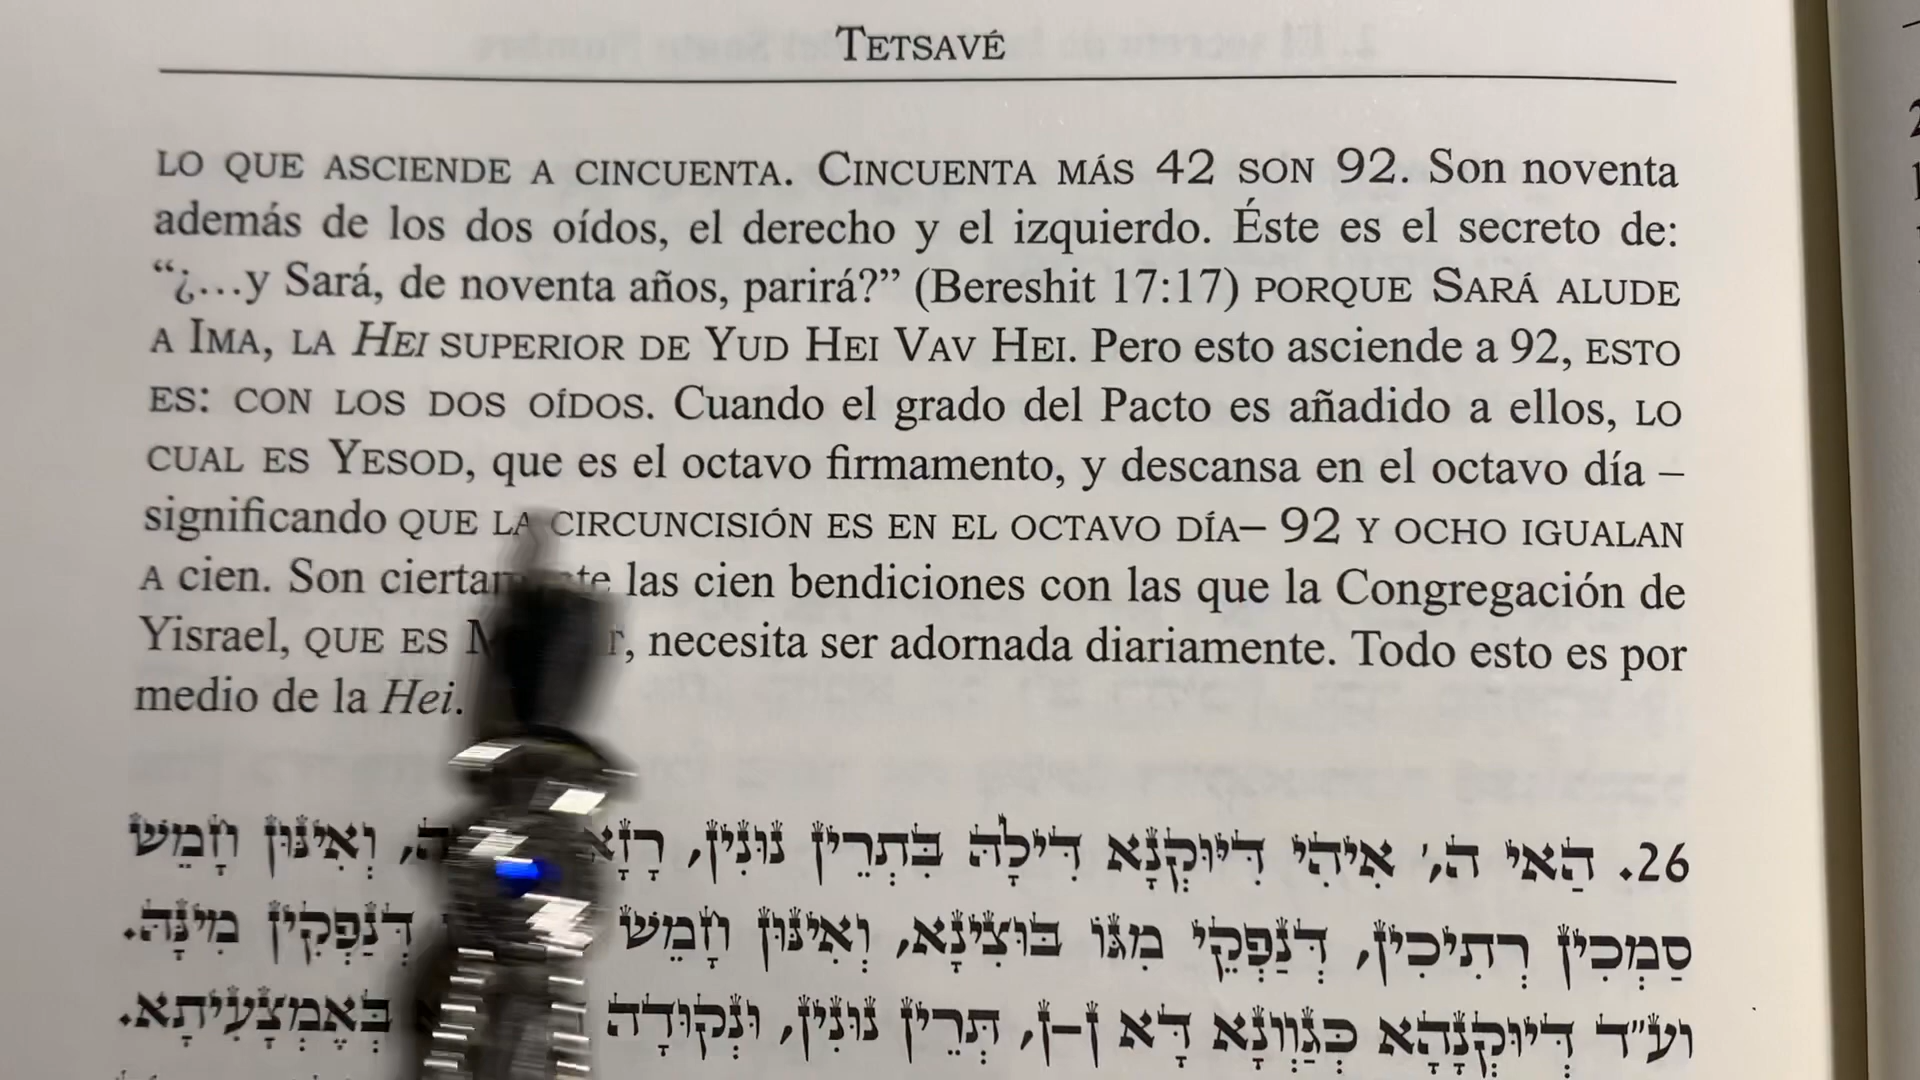 TETSAVÉ
LO QUE ASCIENDE A CINCUENTA. CINCUENTA MÁS 42 SON 92. Son noventa
además de los dos oídos, el derecho y el izquierdo. Éste es el secreto de:
“¿...y Sará, de noventa años, parirá?” (Bereshit 17:17) PORQUE SARÁ ALUDE
A IMA, LA HEI SUPERIOR DE YUD HEI VAV HEI. Pero esto asciende a 92, ESTO
ES: CON LOS DOS OÍDOS. Cuando el grado del Pacto es añadido a ellos, LO
CUAL ES YESOD, que es el octavo firmamento, y descansa en el octavo día –
significando QUE LA CIRCUNCISIÓN ES EN EL OCTAVO DÍA– 92 Y OCHO IGUALAN
A cien. Son las cien bendiciones con las que la Congregación de
Yisrael, QUE ES necesita ser adornada diariamente. Todo esto es por
medio de la Hei.
26. הַאי ה', אִיהִי דִּיוּקְנָא דִּילָהּ בִּתְרֵין נוּנִין, וְאִינּוּן חָמֵשׁ
סַמְכִין רְתִיכִין, דְּנַפְקֵי מִגּוֹ בּוּצִינָא, וְאִינּוּן חָמֵשׁ דְּנַפְקִין מִינָּהּ.
וע"ד דְּיוּקְנָהָא כְּגַוְונָא דָּא ן–ן, תְּרֵין נוּנִין, וּנְקוּדָה בְּאֶמְצָעִיתָא.